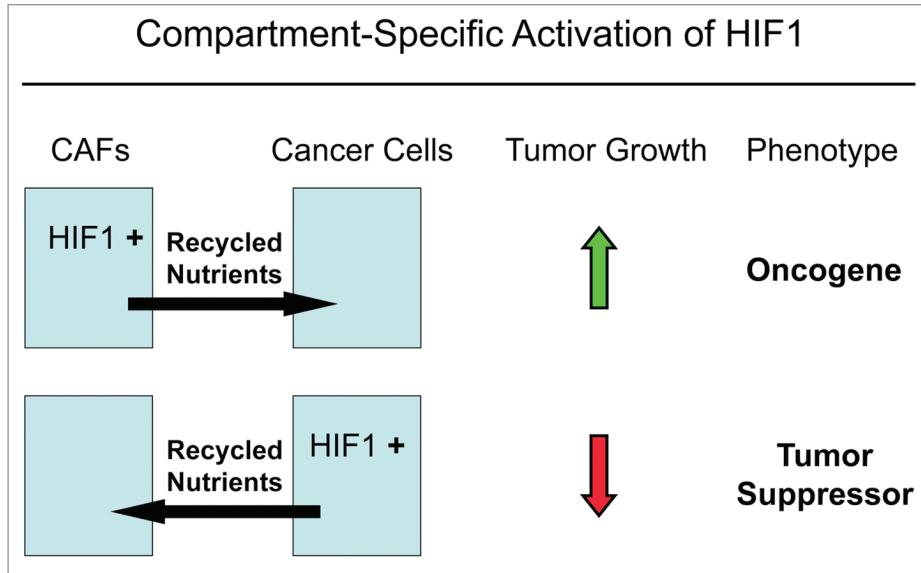 Compartment-Specific Activation of HIF1
CAFs Cancer Cells Tumor Growth Phenotype
HIF1 +
Recycled
Nutrients
Oncogene
HIF1 +
Recycled
Nutrients
Tumor
Suppressor